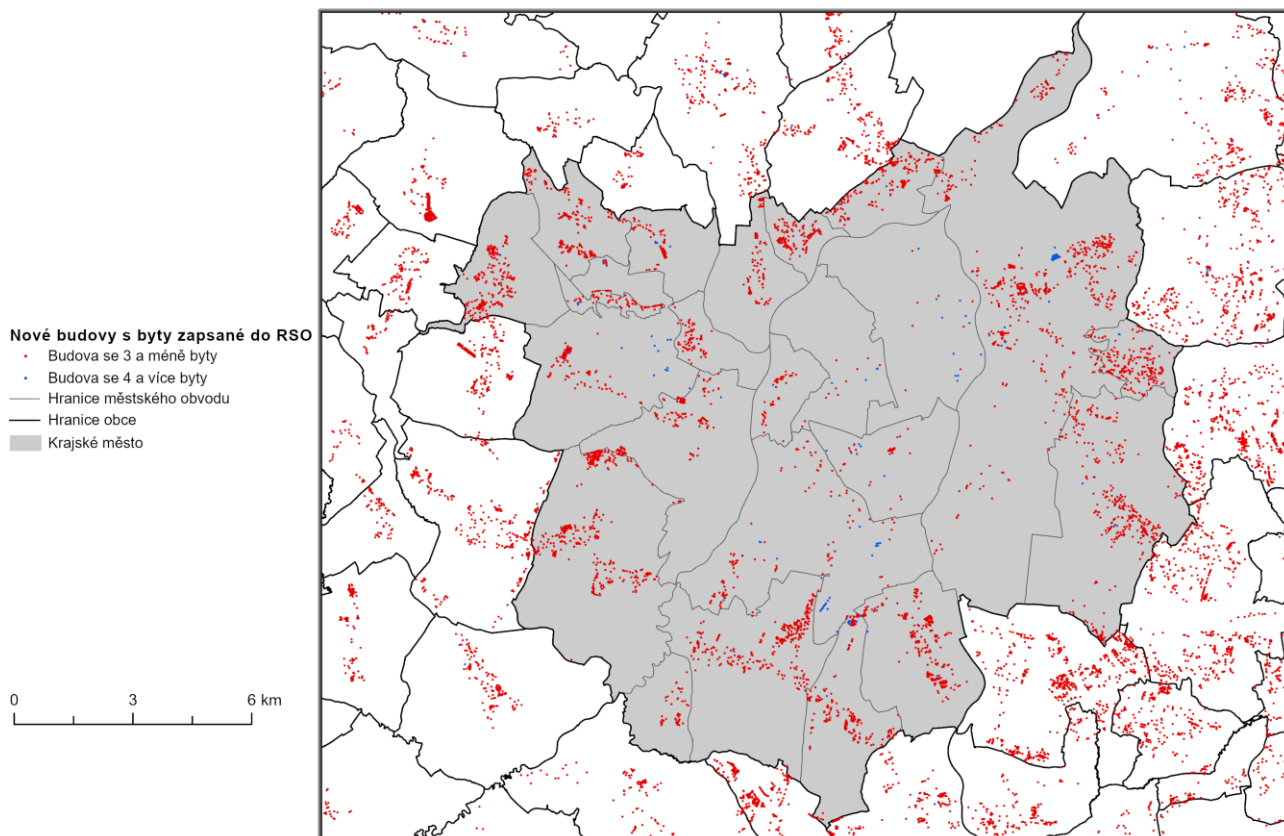 Nové budovy s byty zapsané do RSO
Budova se 3 a méně byty
Budova se 4 a více byty
Hranice městského obvodu
Hranice obce
Krajské město
0 3 6 km